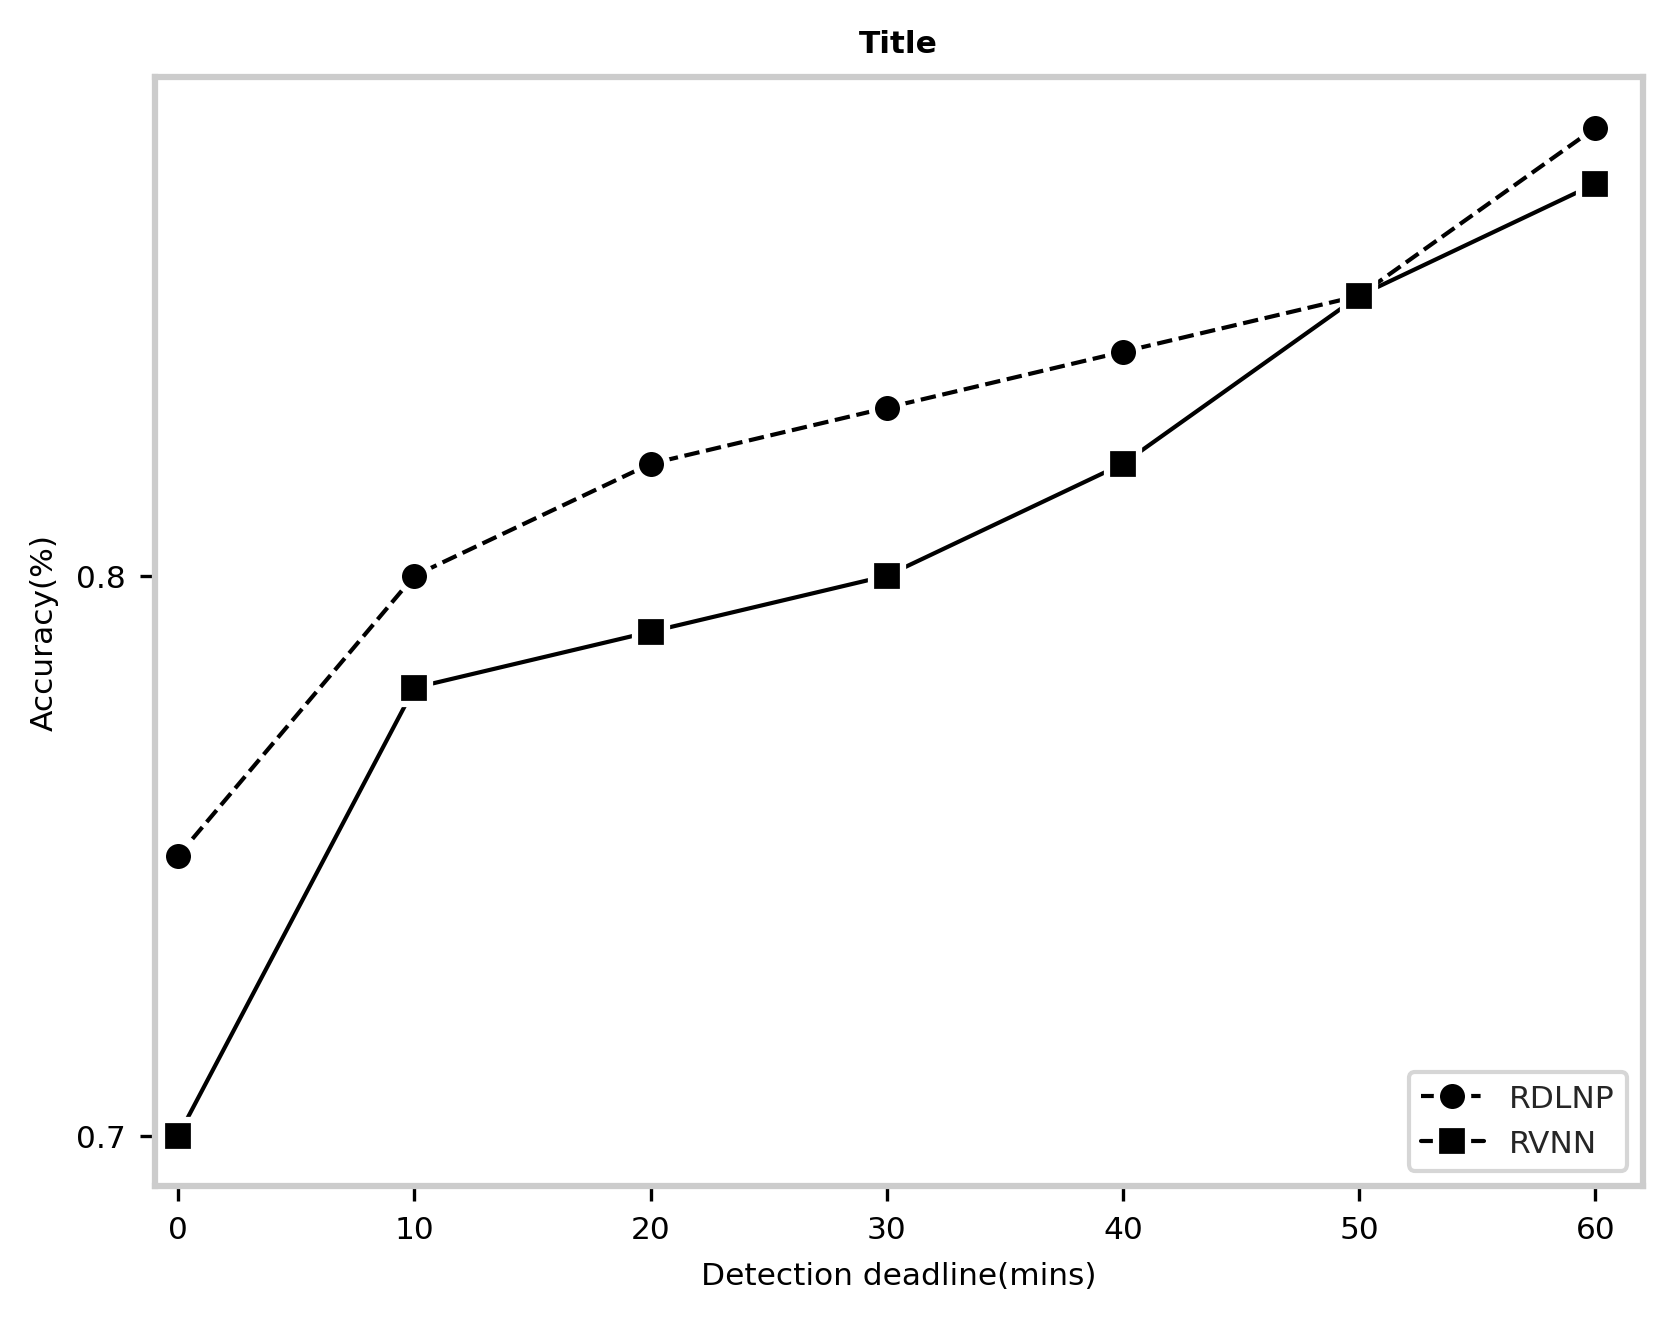 Title
Accuracy(%)
0.8
0.7
0 10 20 30 40 50 60
Detection deadline(mins)
RDLNP
RVNN